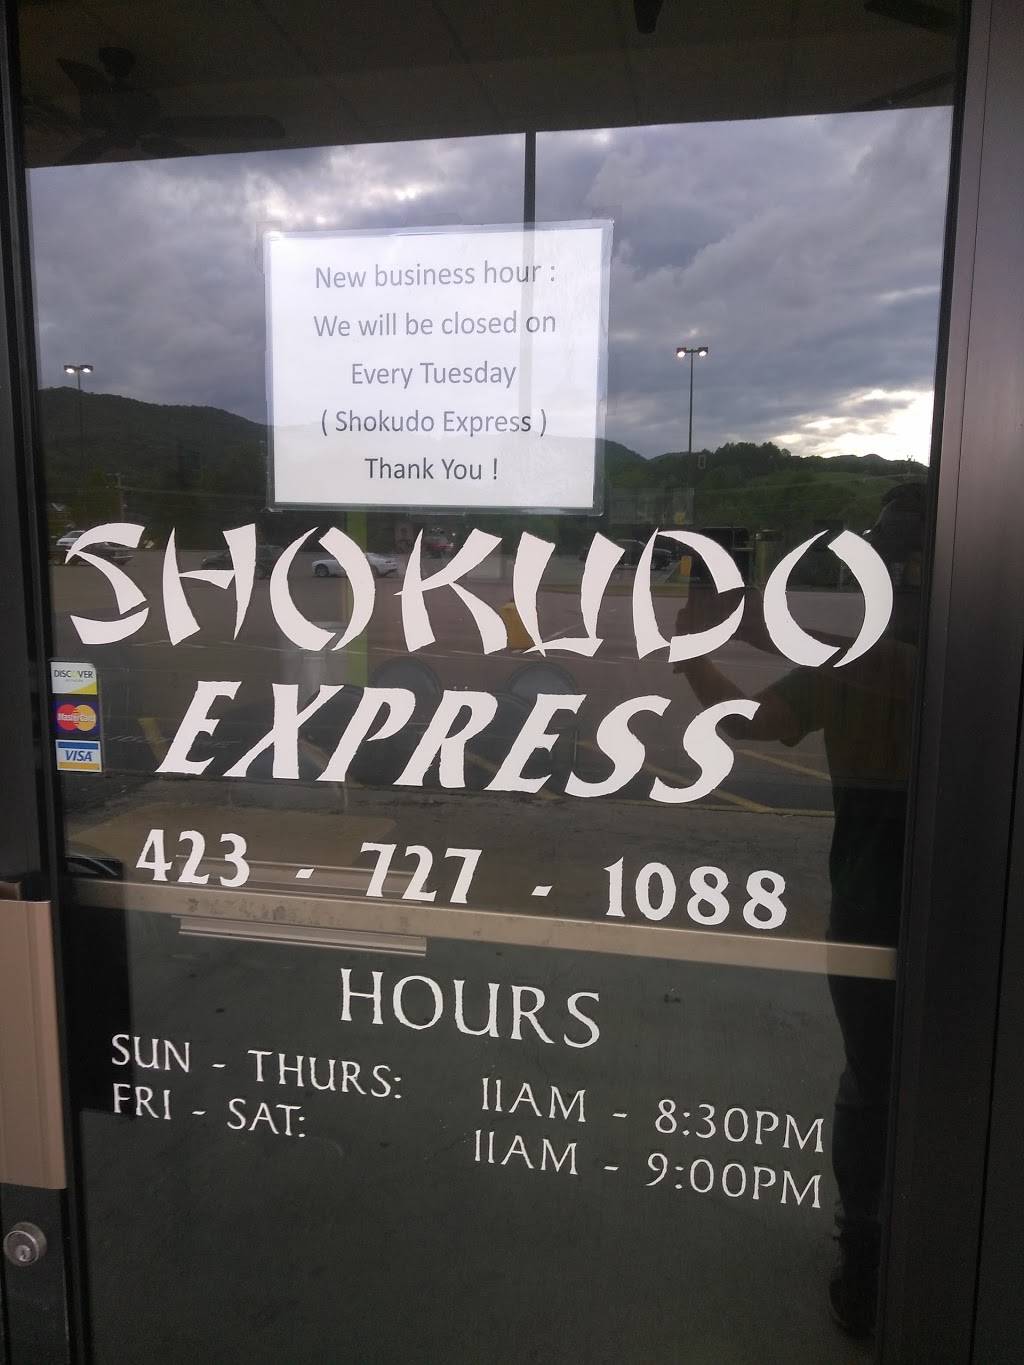 New business hour :
We will be closed on
Every Tuesday
( Shokudo Express )
Thank You !
SHOKUDO
EXPRESS
DISCOVER
MasterCard
VISA
423 - 727 - 1088
HOURS
SUN - THURS: 11AM - 8:30PM
FRI - SAT: 11AM - 9:00PM